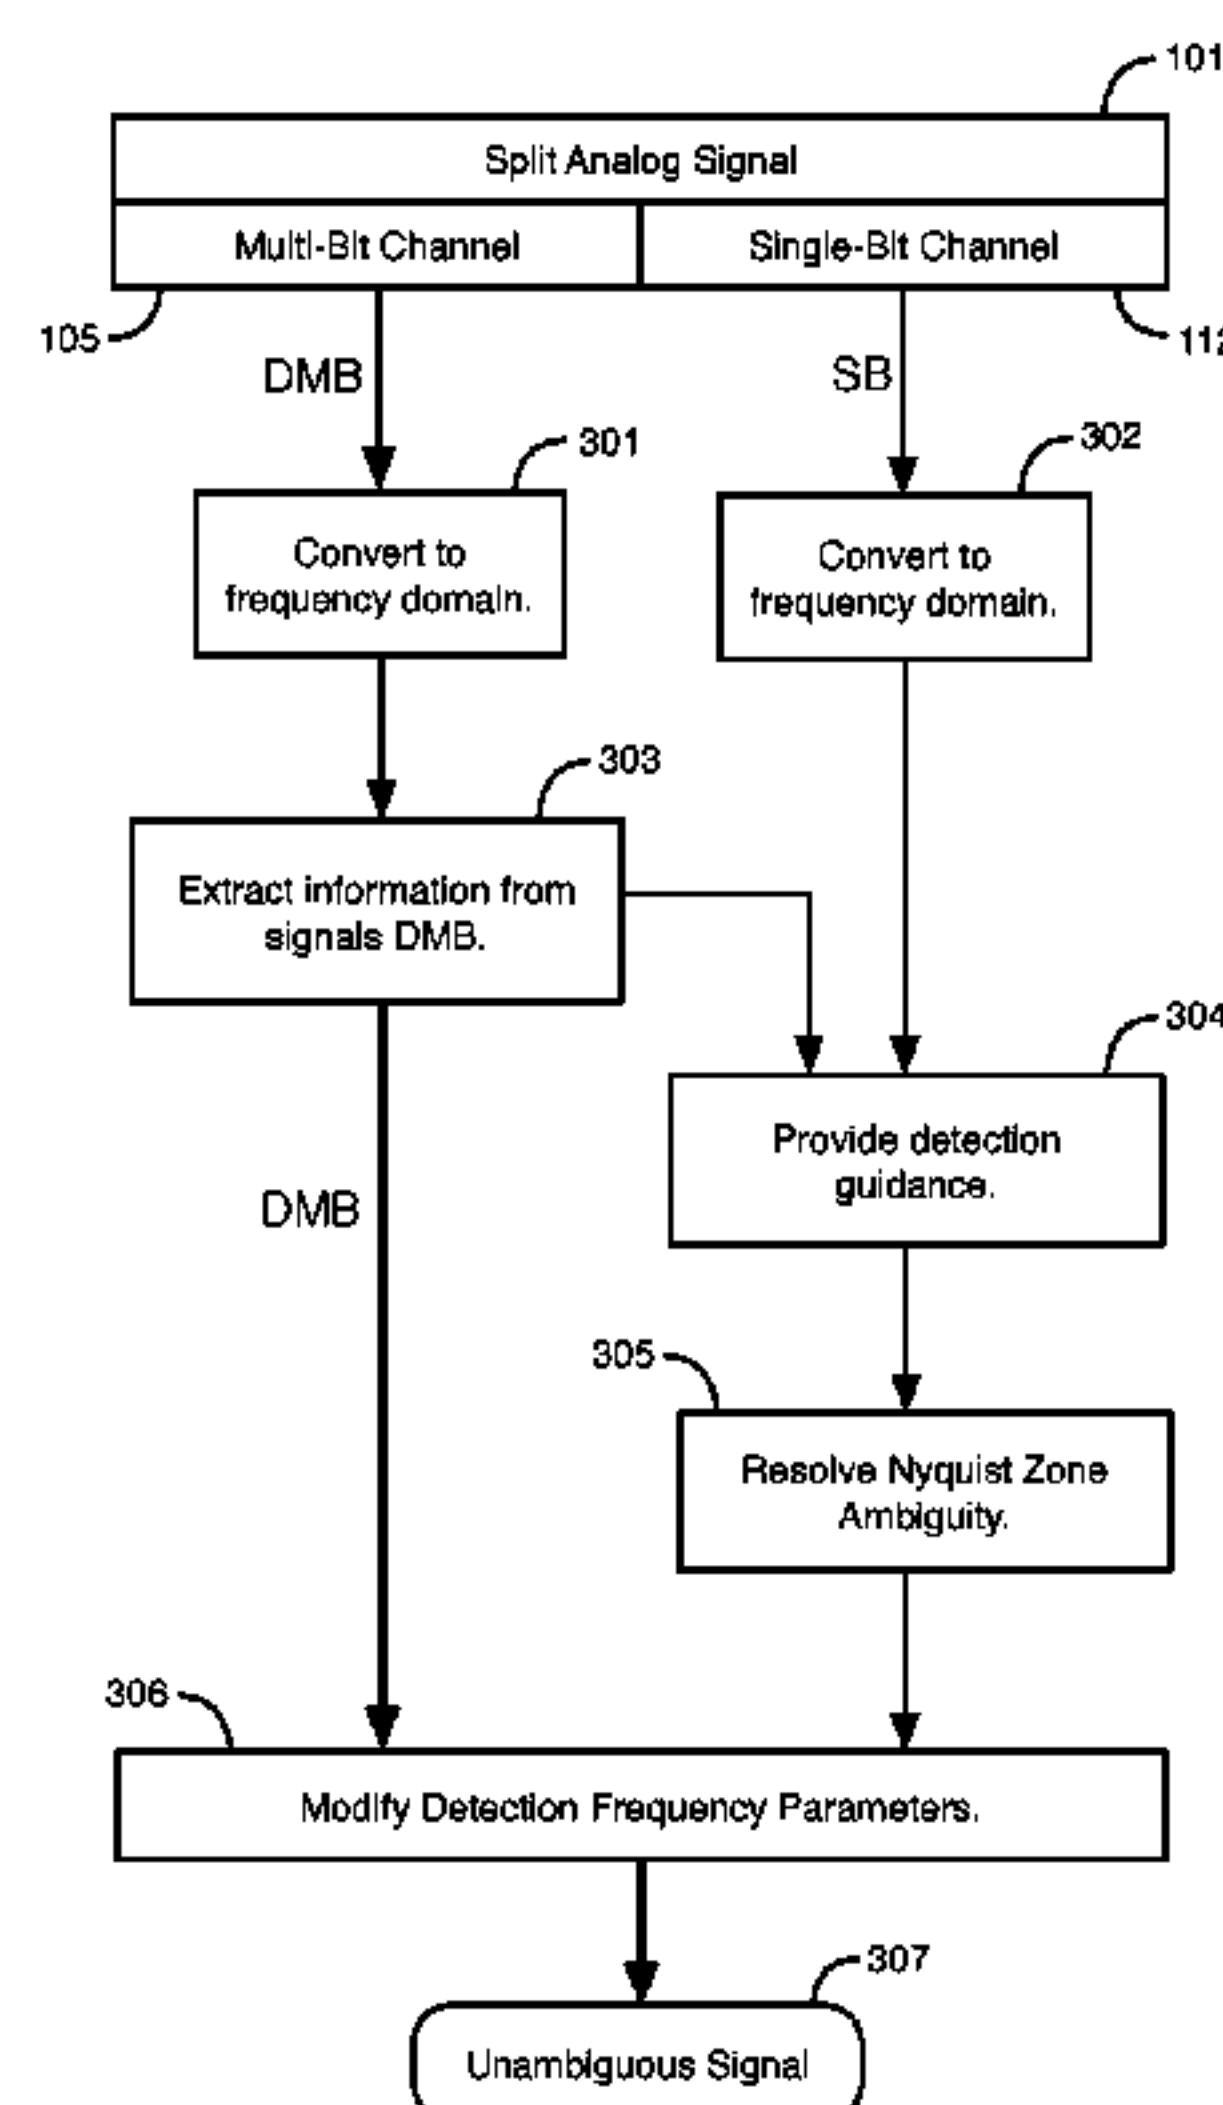 101
Split Analog Signal
Multi-Bit Channel
Single-Bit Channel
105
112
DMB
SB
301
302
Convert to
frequency domain.
Convert to
frequency domain.
303
Extract information from
signals DMB.
304
Provide detection
guidance.
DMB
305
Resolve Nyquist Zone
Ambiguity.
306
Modify Detection Frequency Parameters.
307
Unambiguous Signal